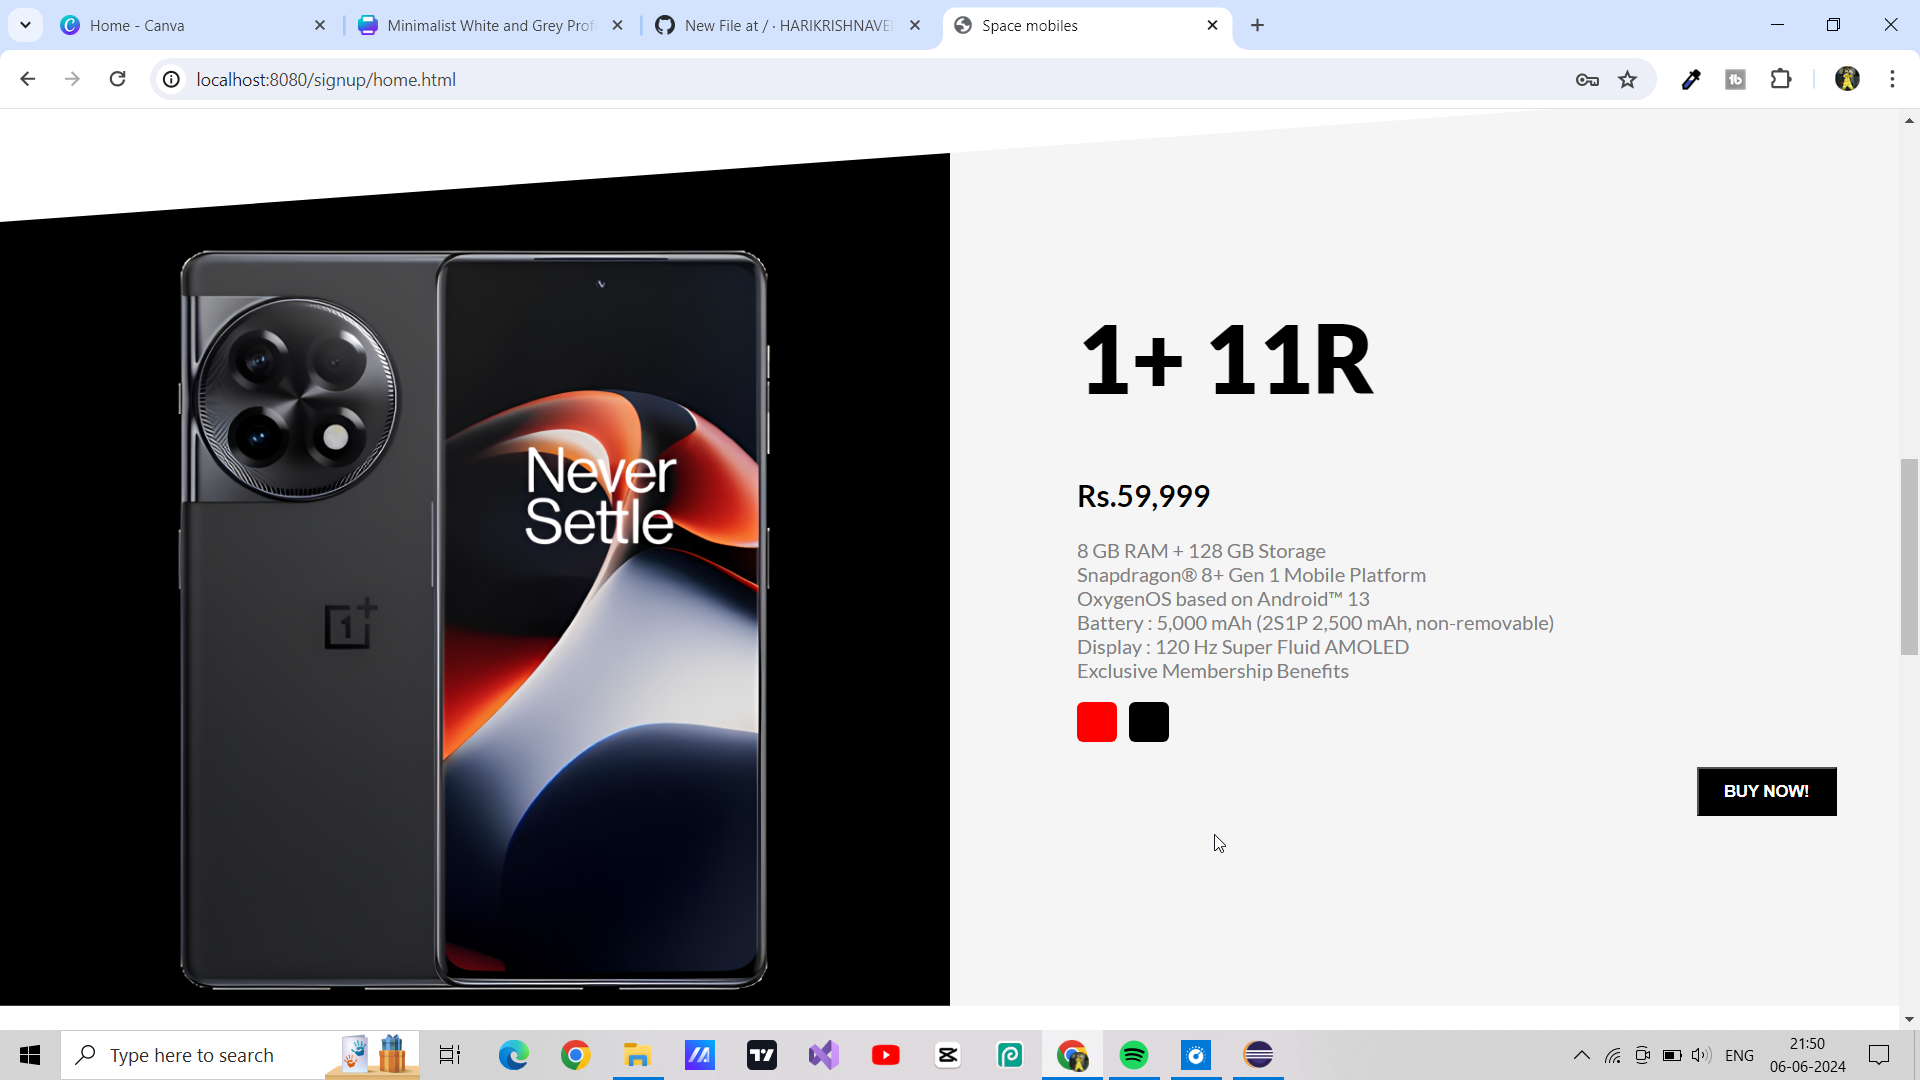 Home - Canva
Minimalist White and Grey Prof
New File at / · HARIKRISHNAVE
Space mobiles
localhost:8080/signup/home.html
Never
Settle
1+ 11R
Rs.59,999
8 GB RAM + 128 GB Storage
Snapdragon® 8+ Gen 1 Mobile Platform
OxygenOS based on Android™ 13
Battery : 5,000 mAh (2S1P 2,500 mAh, non-removable)
Display : 120 Hz Super Fluid AMOLED
Exclusive Membership Benefits
BUY NOW!
Type here to search
ENG
21:50
06-06-2024